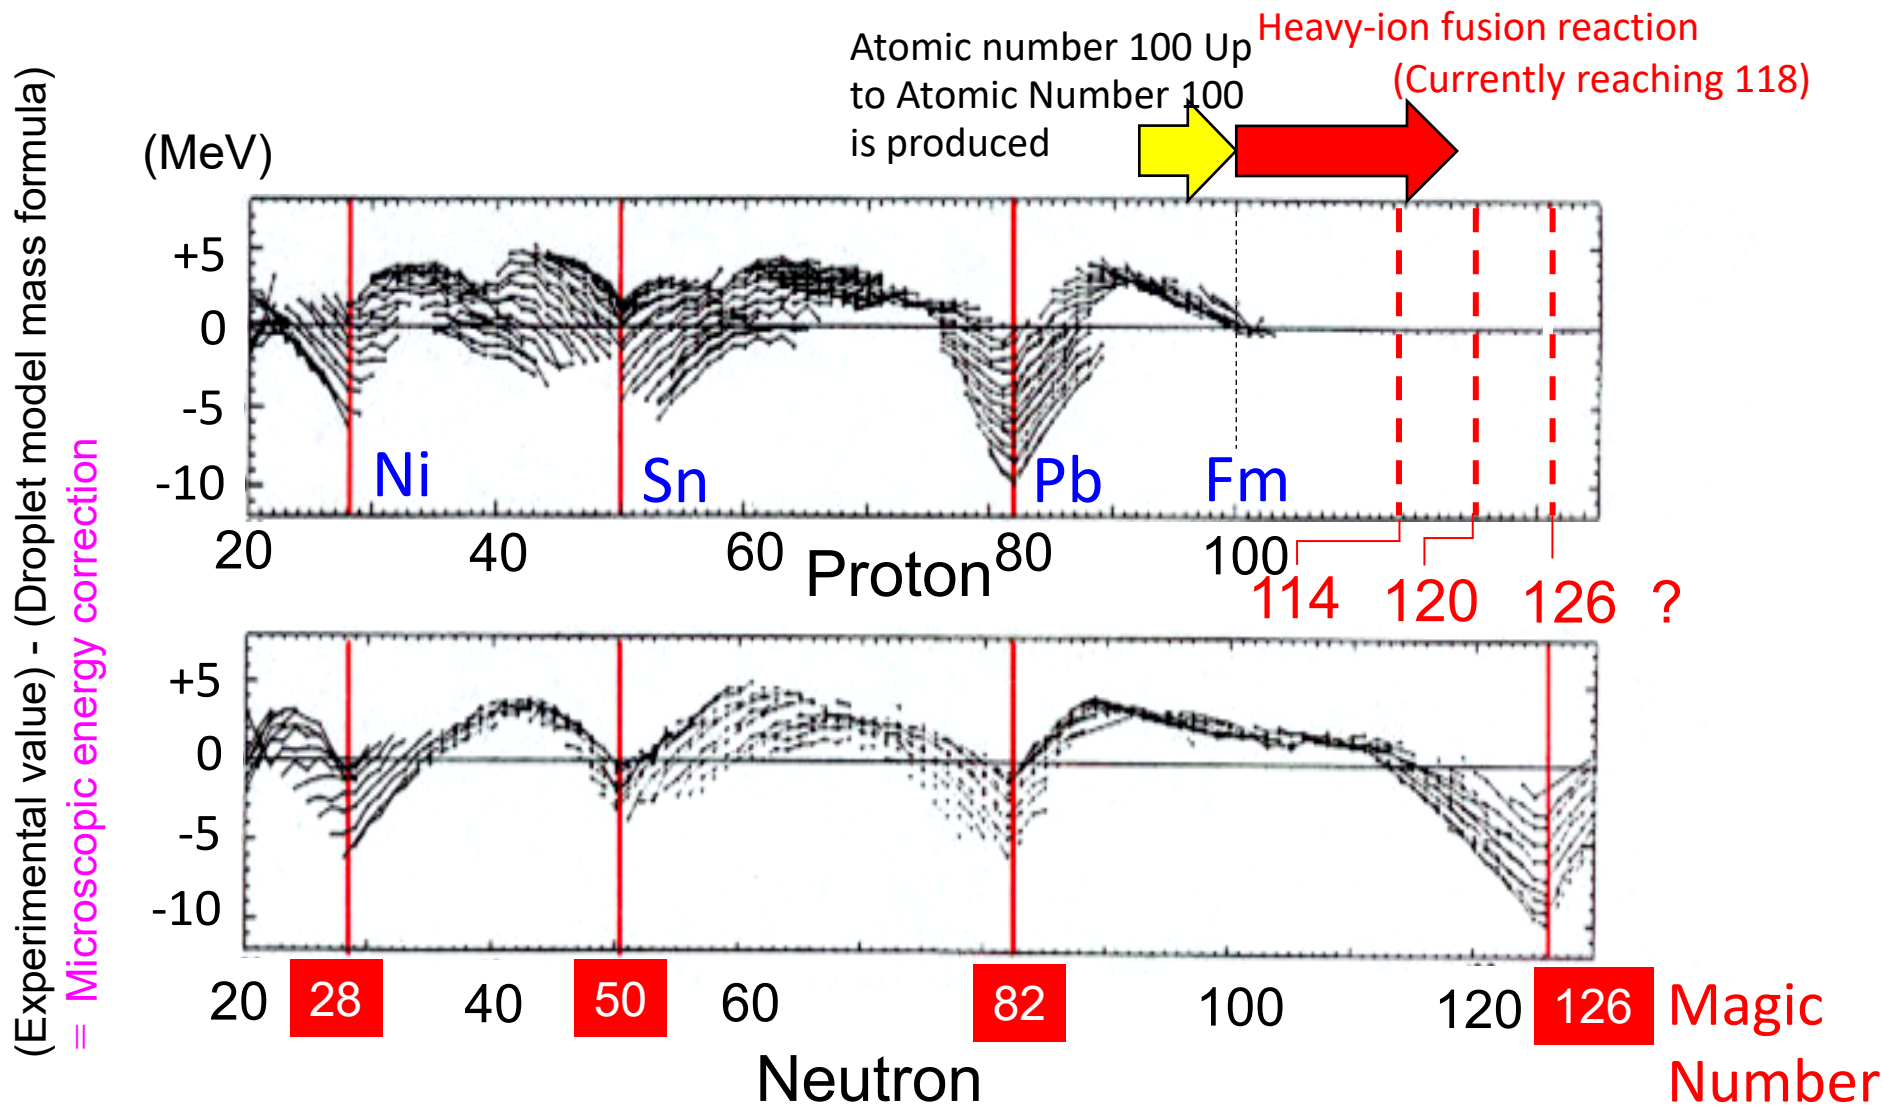 Atomic number 100 Up
to Atomic Number 100
is produced
Heavy-ion fusion reaction
(Currently reaching 118)
(Experimental value) - (Droplet model mass formula)
= Microscopic energy correction
(MeV)
+5
0
-5
-10
Ni
Sn
Pb
Fm
20
40
60
80
100
Proton
114
120
126
?
+5
0
-5
-10
20
28
40
50
60
82
100
120
126
Magic
Number
Neutron